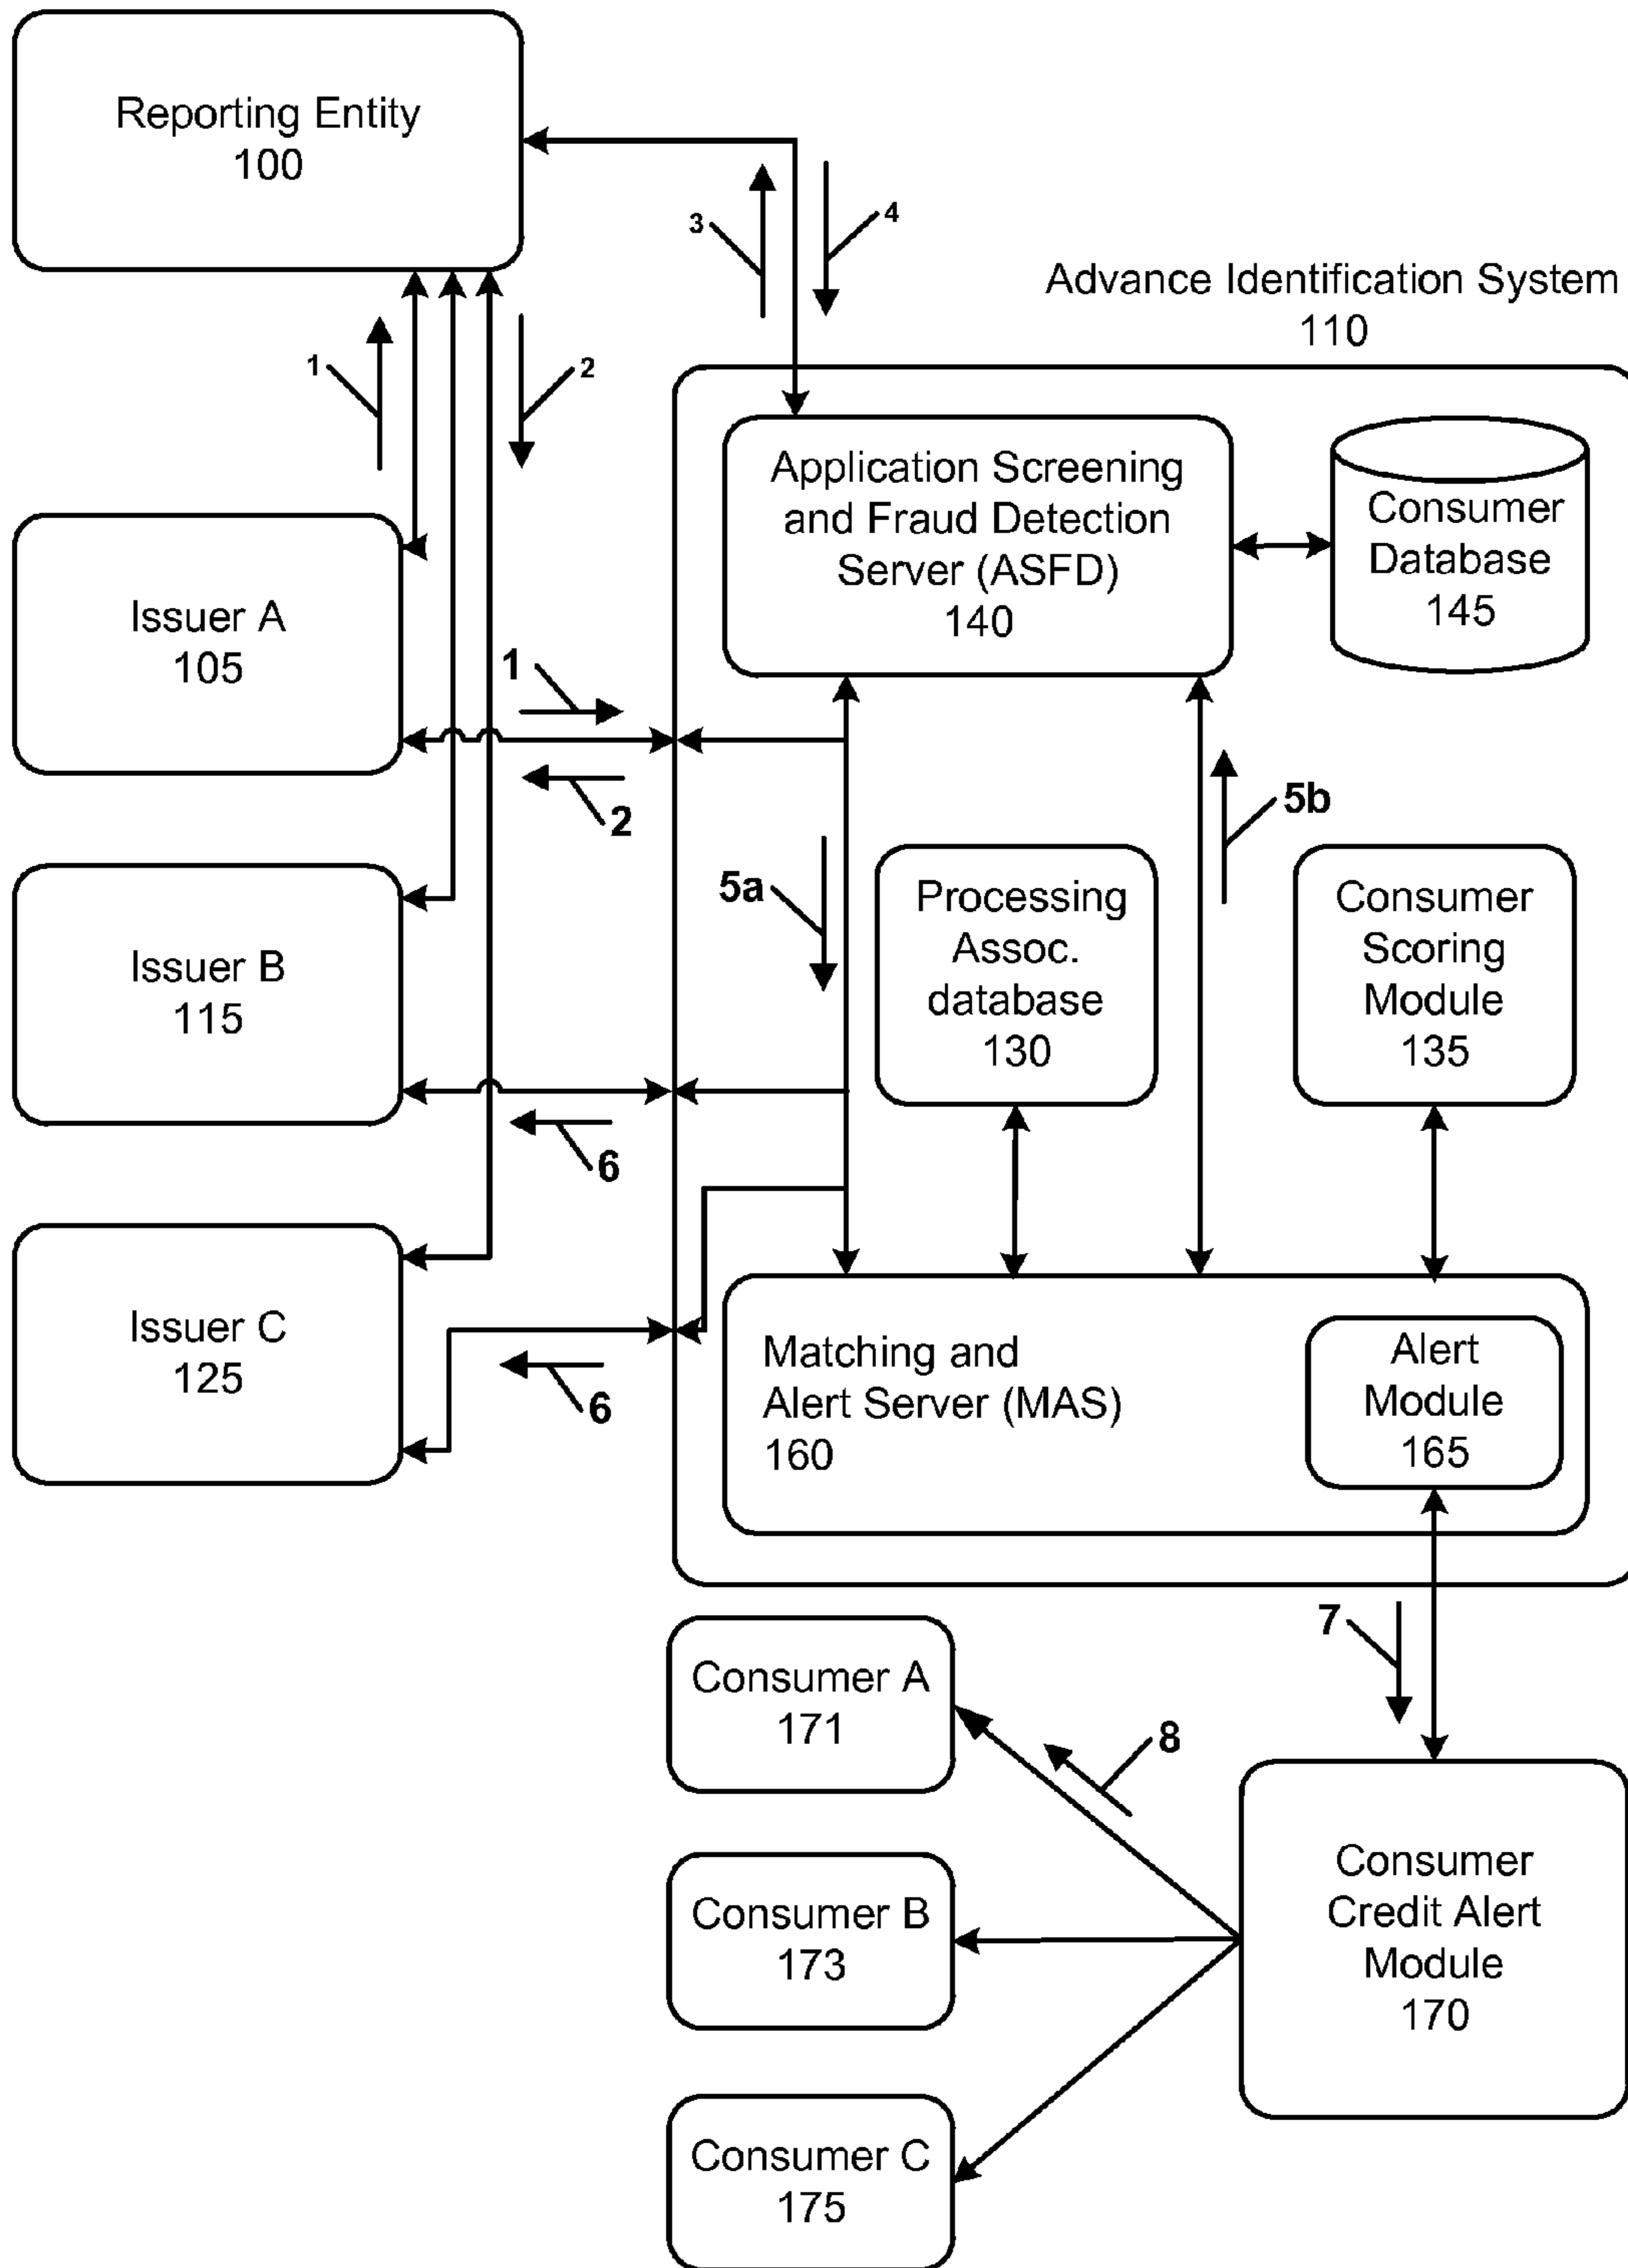 Reporting Entity
100
3
4
Advance Identification System
110
1
2
Application Screening
and Fraud Detection
Server (ASFD)
140
Consumer
Database
145
Issuer A
105
1
2
5b
5a
Processing
Assoc.
database
130
Consumer
Scoring
Module
135
Issuer B
115
6
Issuer C
125
6
Matching and
Alert Server (MAS)
160
Alert
Module
165
7
Consumer A
171
8
Consumer B
173
Consumer
Credit Alert
Module
170
Consumer C
175